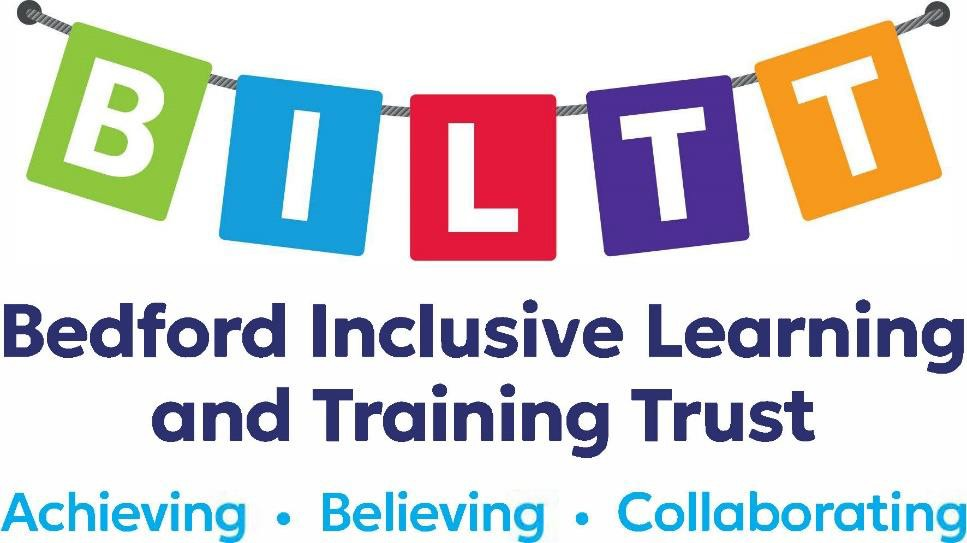 BILTT
Bedford Inclusive Learning
and Training Trust
Achieving • Believing • Collaborating